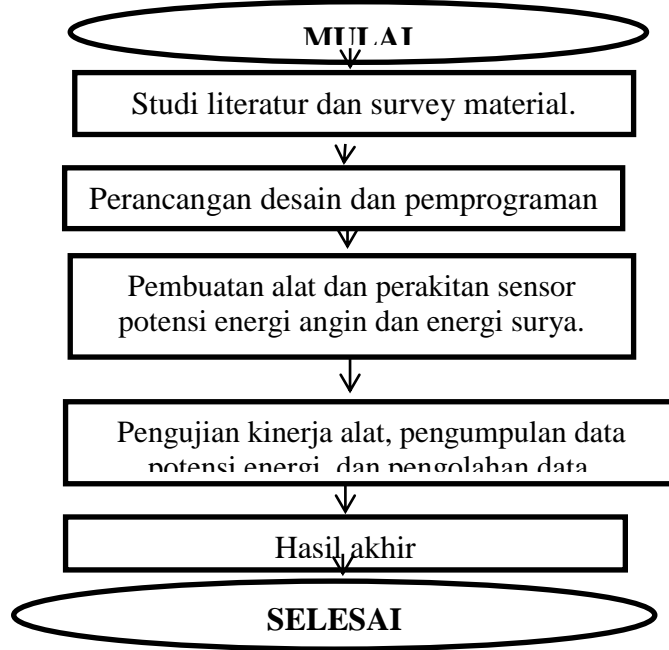 MULAI
Studi literatur dan survey material.
Perancangan desain dan pemprograman
Pembuatan alat dan perakitan sensor
potensi energi angin dan energi surya.
Pengujian kinerja alat, pengumpulan data
potensi energi, dan pengolahan data
Hasil akhir
SELESAI